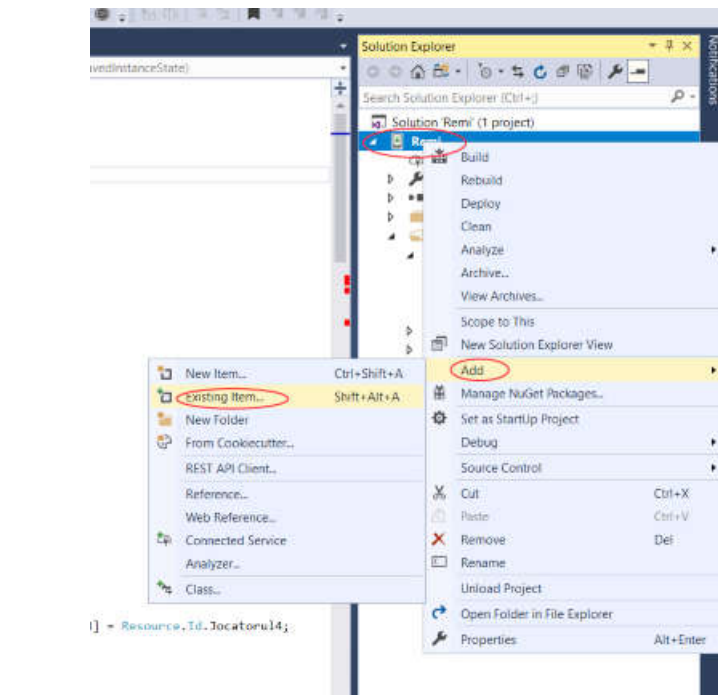 Solution Explorer
Notifications
avedInstanceState)
Search Solution Explorer (Ctrl+;)
Solution 'Remi' (1 project)
Remi
Build
Rebuild
Deploy
Clean
Analyze
Archive...
View Archives...
Scope to This
New Solution Explorer View
Add
Manage NuGet Packages...
Set as StartUp Project
Debug
Source Control
Cut Ctrl+X
Paste Ctrl+V
Remove Del
Rename
Unload Project
Open Folder in File Explorer
Properties Alt+Enter
New Item... Ctrl+Shift+A
Existing Item... Shift+Alt+A
New Folder
From Cookiecutter...
REST API Client...
Reference...
Web Reference...
Connected Service
Analyzer...
Class...
] = Resource.Id.Jocatorul4;